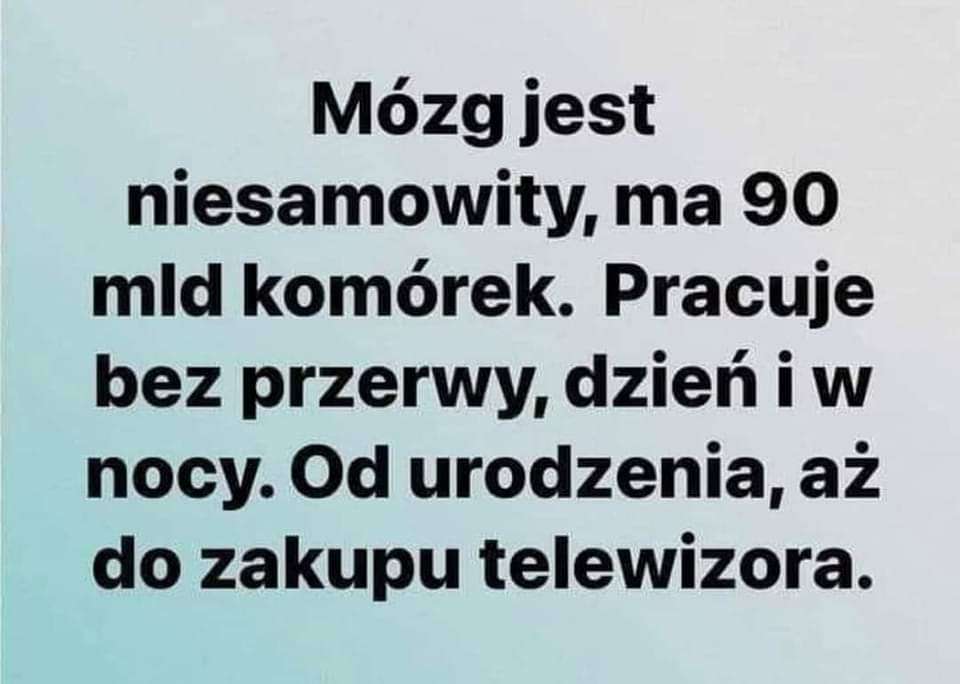 Mózg jest
niesamowity, ma 90
mld komórek. Pracuje
bez przerwy, dzień i w
nocy. Od urodzenia, aż
do zakupu telewizora.